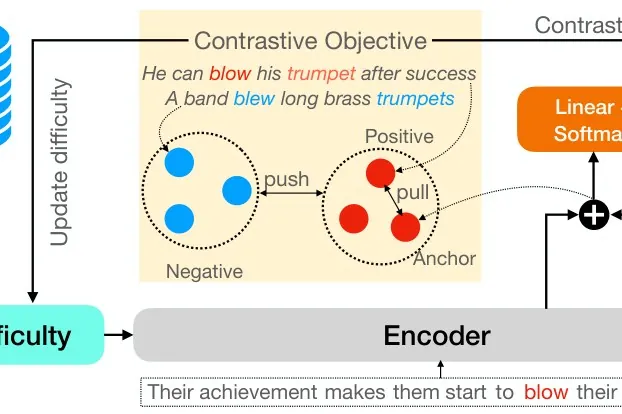 Contrast
Contrastive Objective
He can blow his trumpet after success
A band blew long brass trumpets
Update difficulty
Linear
Softma
Positive
push
pull
Negative
Anchor
ficulty
Encoder
Their achievement makes them start to blow their